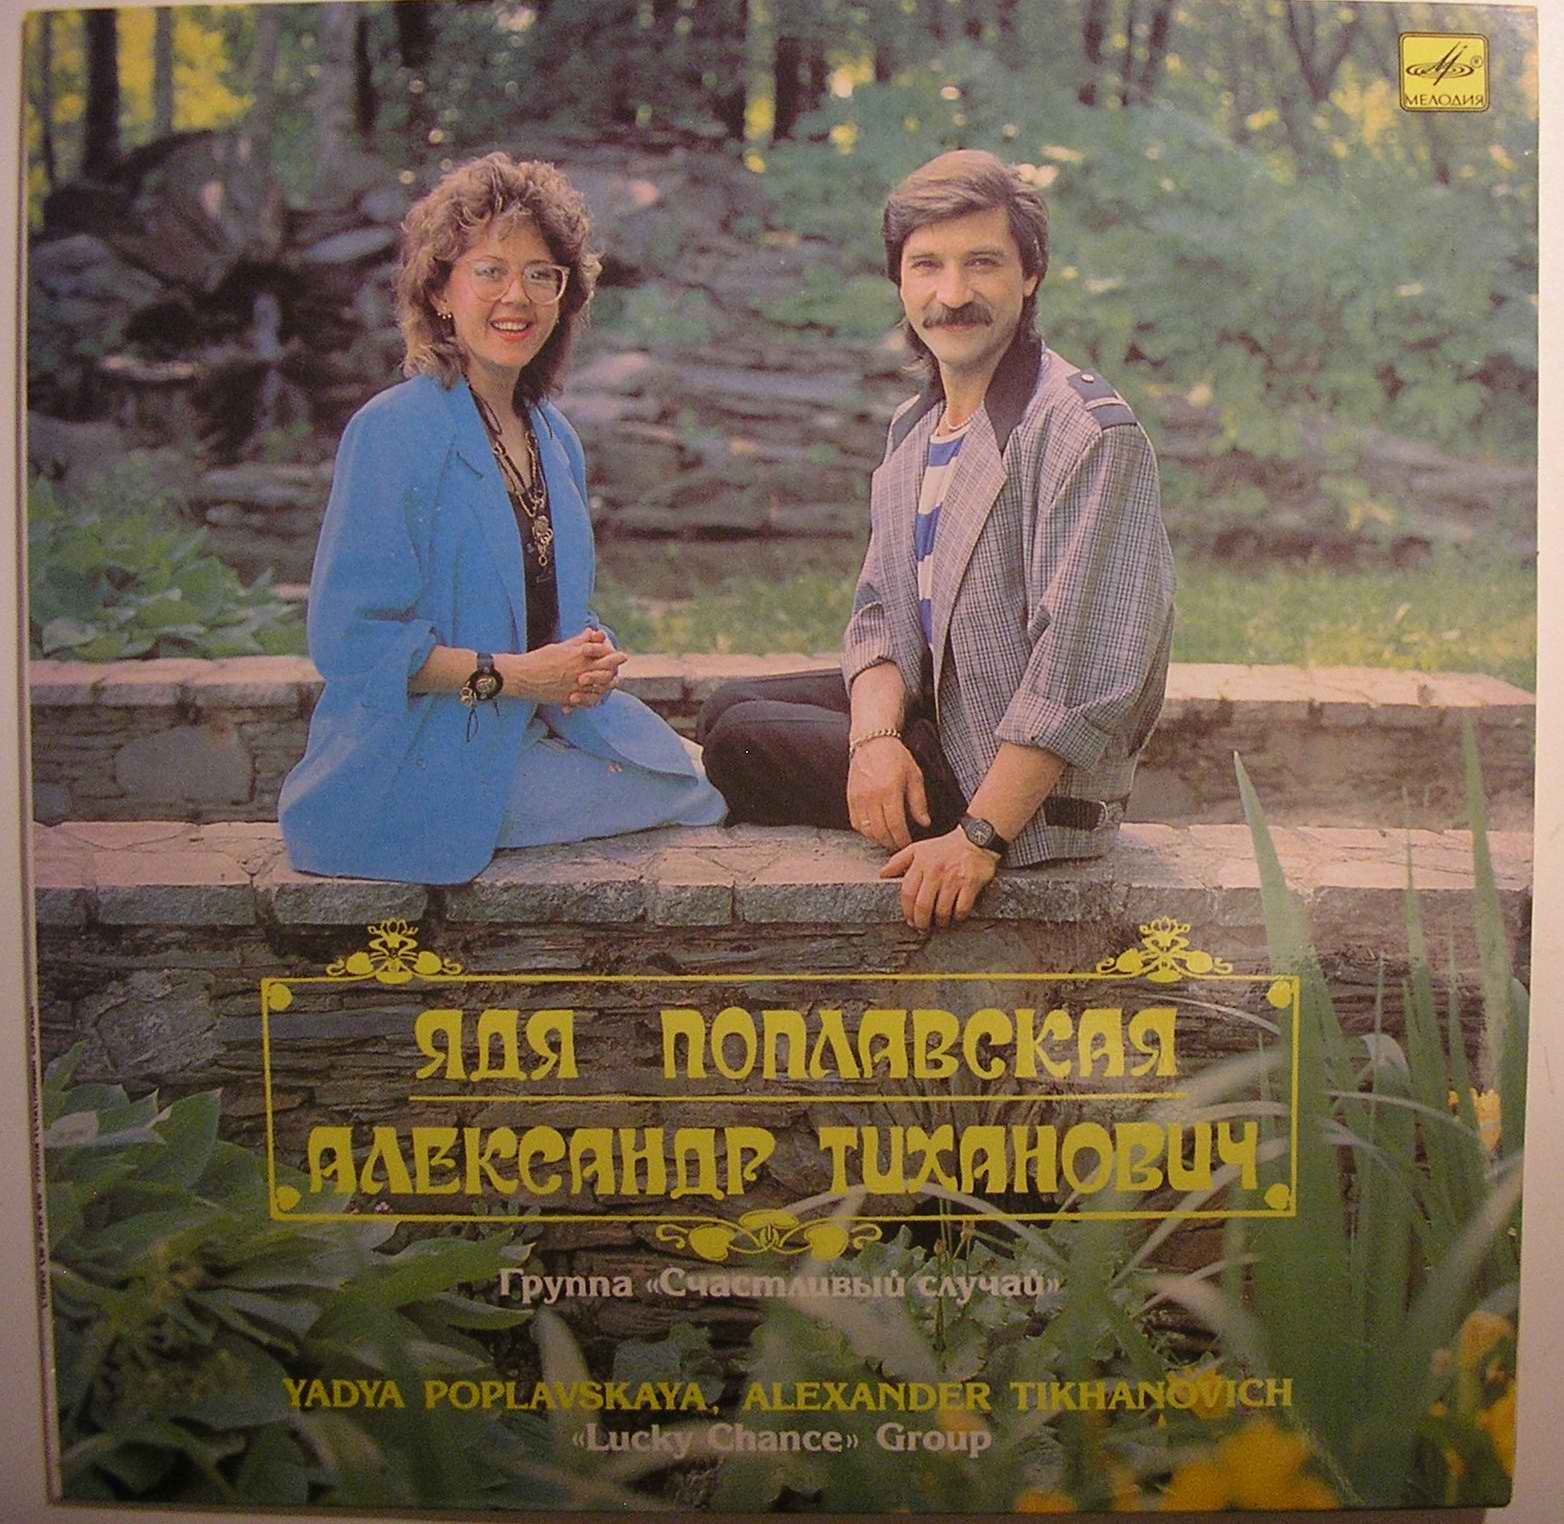 МЕЛОДИЯ
ЯДЯ ПОПЛАВСКАЯ
АЛЕКСАНДР ТИХАНОВИЧ
Группа «Счастливый случай»
YADYA POPLAVSKAYA, ALEXANDER TIKHANOVICH
«Lucky Chance» Group